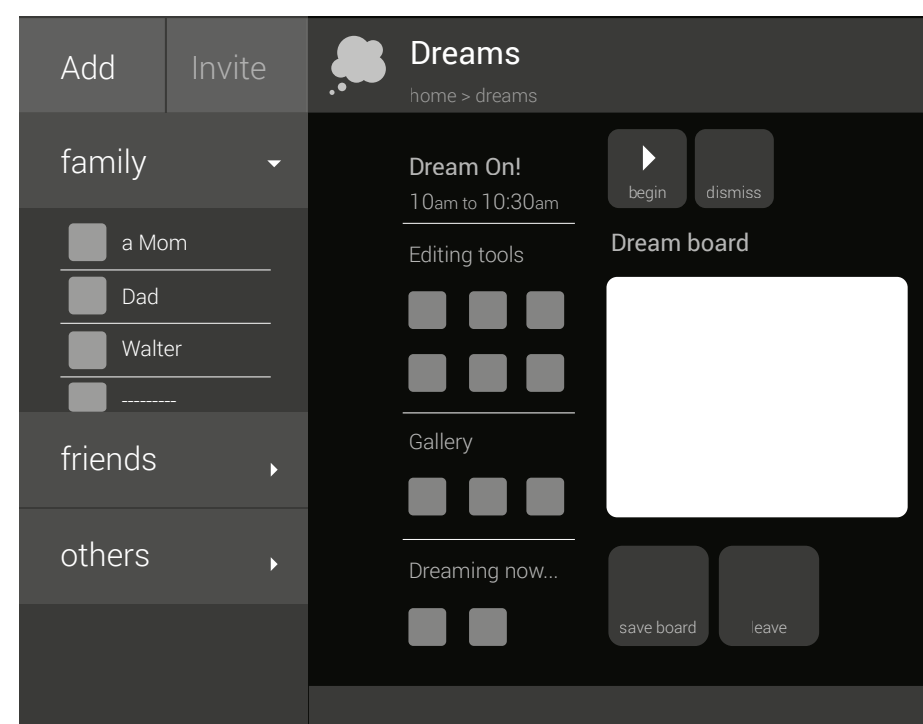 Add
Invite
family
a Mom
Dad
Walter
---------
friends
others
Dreams
home > dreams
Dream On!
10am to 10:30am
Editing tools
Gallery
Dreaming now...
begin
dismiss
Dream board
save board
leave